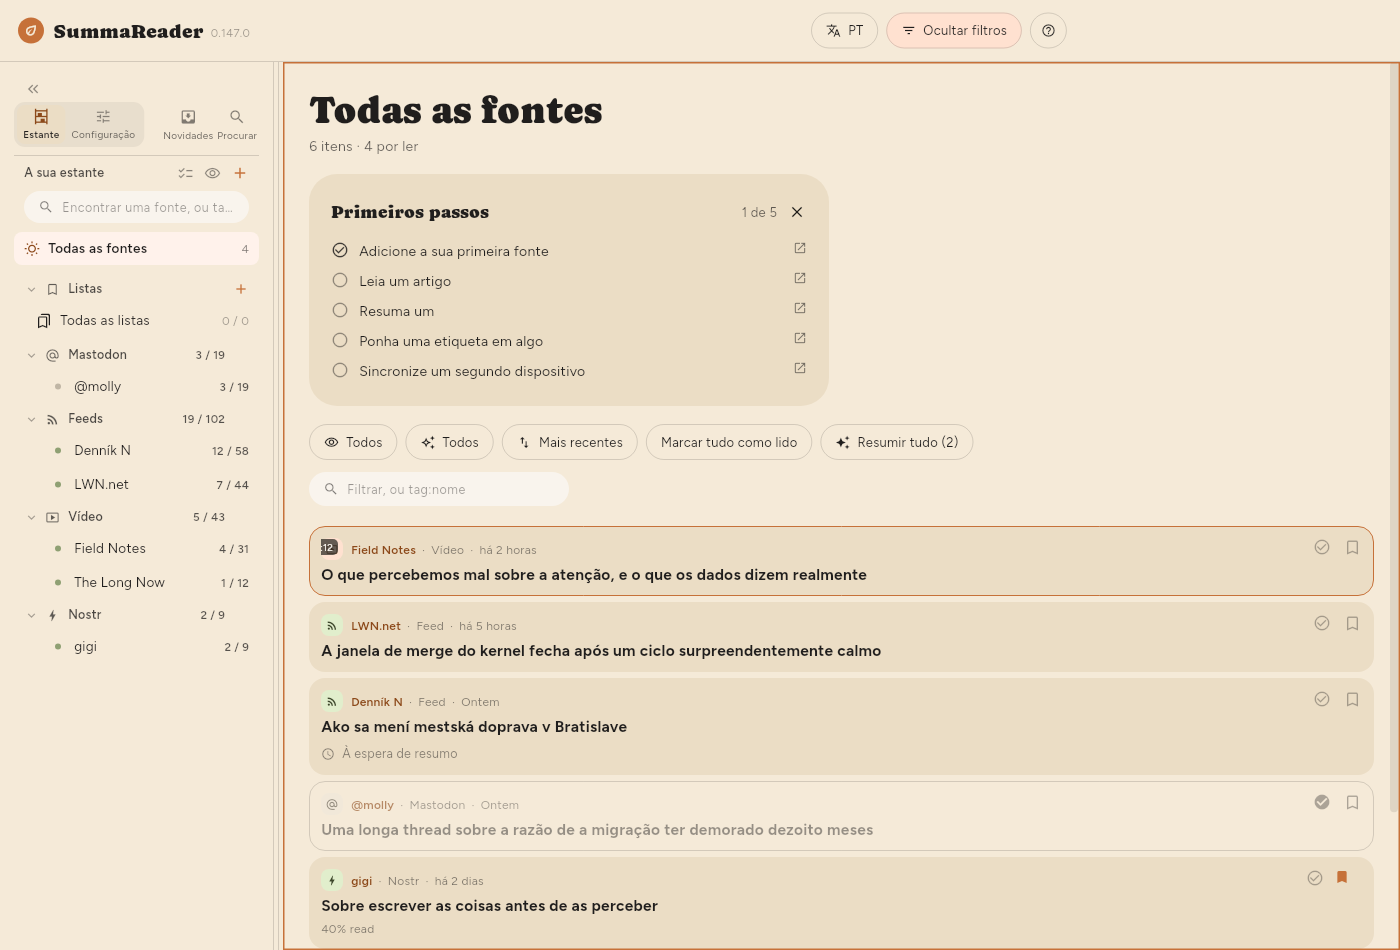 SummaReader 0.147.0
PT
Ocultar filtros
Estante
Configuração
Novidades
Procurar
A sua estante
Encontrar uma fonte, ou ta...
Todas as fontes 4
Listas
Todas as listas 0 / 0
Mastodon 3 / 19
@molly 3 / 19
Feeds 19 / 102
Denník N 12 / 58
LWN.net 7 / 44
Vídeo 5 / 43
Field Notes 4 / 31
The Long Now 1 / 12
Nostr 2 / 9
gigi 2 / 9
Todas as fontes
6 itens · 4 por ler
Primeiros passos 1 de 5
Adicione a sua primeira fonte
Leia um artigo
Resuma um
Ponha uma etiqueta em algo
Sincronize um segundo dispositivo
Todos
Todos
Mais recentes
Marcar tudo como lido
Resumir tudo (2)
Filtrar, ou tag:nome
:12 Field Notes · Vídeo · há 2 horas
O que percebemos mal sobre a atenção, e o que os dados dizem realmente
LWN.net · Feed · há 5 horas
A janela de merge do kernel fecha após um ciclo surpreendentemente calmo
Denník N · Feed · Ontem
Ako sa mení mestská doprava v Bratislave
À espera de resumo
@molly · Mastodon · Ontem
Uma longa thread sobre a razão de a migração ter demorado dezoito meses
gigi · Nostr · há 2 dias
Sobre escrever as coisas antes de as perceber
40% read